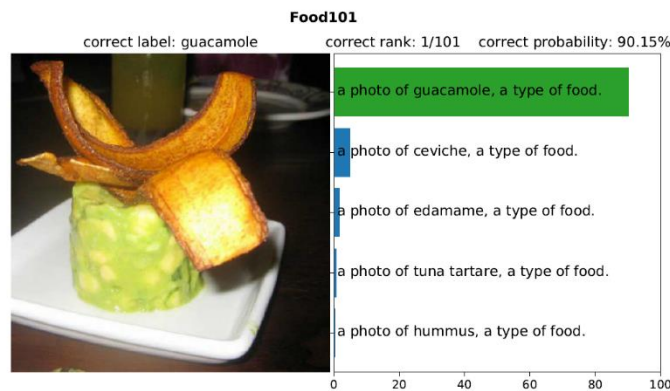 Food101
correct label: guacamole correct rank: 1/101 correct probability: 90.15%
a photo of guacamole, a type of food.
a photo of ceviche, a type of food.
a photo of edamame, a type of food.
a photo of tuna tartare, a type of food.
a photo of hummus, a type of food.
0 20 40 60 80 100